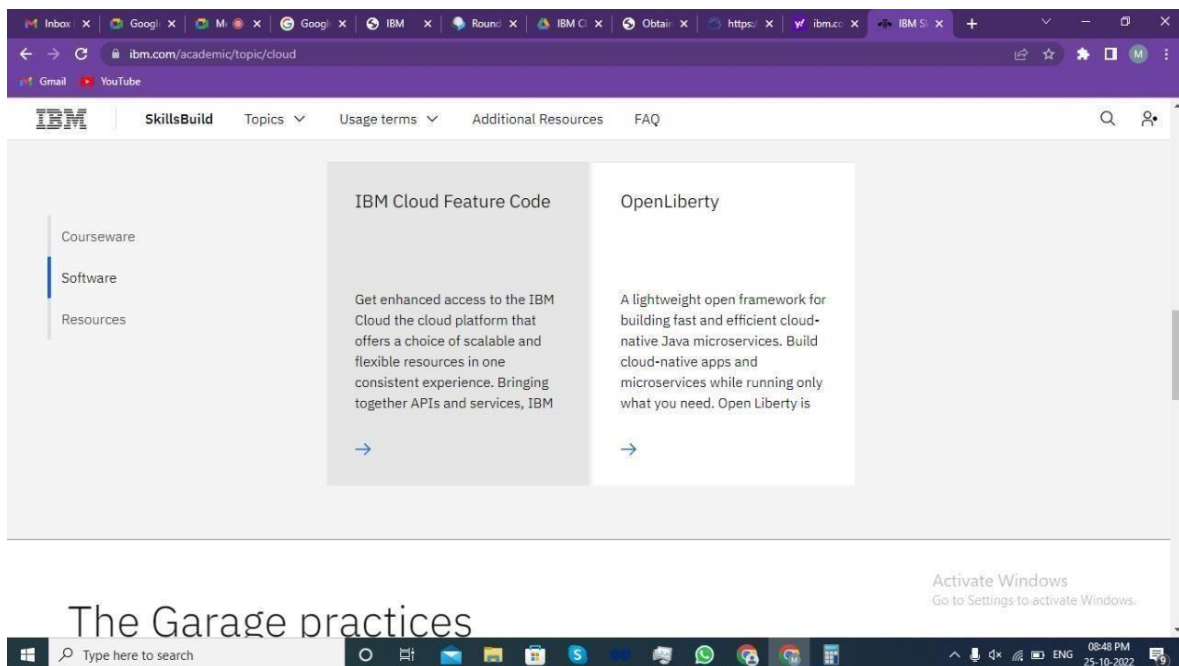 Inbox
Googl
M
Googl
IBM
Round
IBM Cl
Obtain
https:/
ibm.cc
IBM S
ibm.com/academic/topic/cloud
M
Gmail
YouTube
IBM
SkillsBuild
Topics
Usage terms
Additional Resources
FAQ
Courseware
Software
Resources
IBM Cloud Feature Code
Get enhanced access to the IBM
Cloud the cloud platform that
offers a choice of scalable and
flexible resources in one
consistent experience. Bringing
together APIs and services, IBM
OpenLiberty
A lightweight open framework for
building fast and efficient cloud-
native Java microservices. Build
cloud-native apps and
microservices while running only
what you need. Open Liberty is
The Garage practices
Activate Windows
Go to Settings to activate Windows.
Type here to search
ENG
08:48 PM
25-10-2022